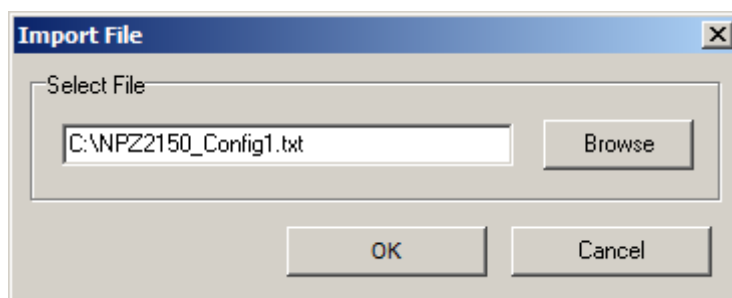 Import File
Select File
C:\NPZ2150_Config1.txt
Browse
OK
Cancel